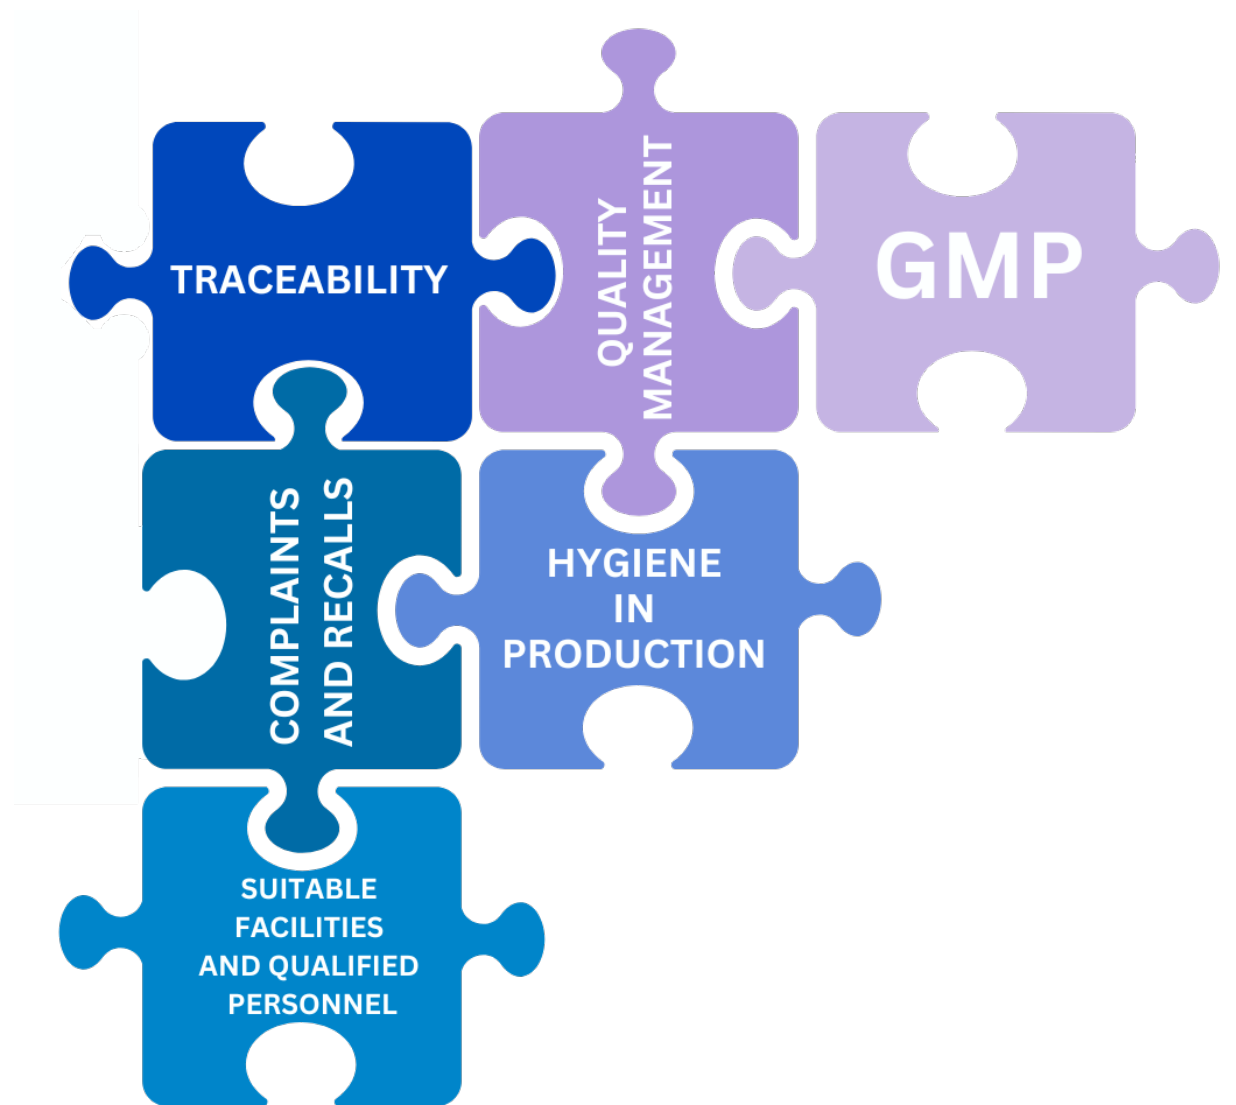 TRACEABILITY
QUALITY
MANAGEMENT
GMP
COMPLAINTS
AND RECALLS
HYGIENE
IN
PRODUCTION
SUITABLE
FACILITIES
AND QUALIFIED
PERSONNEL